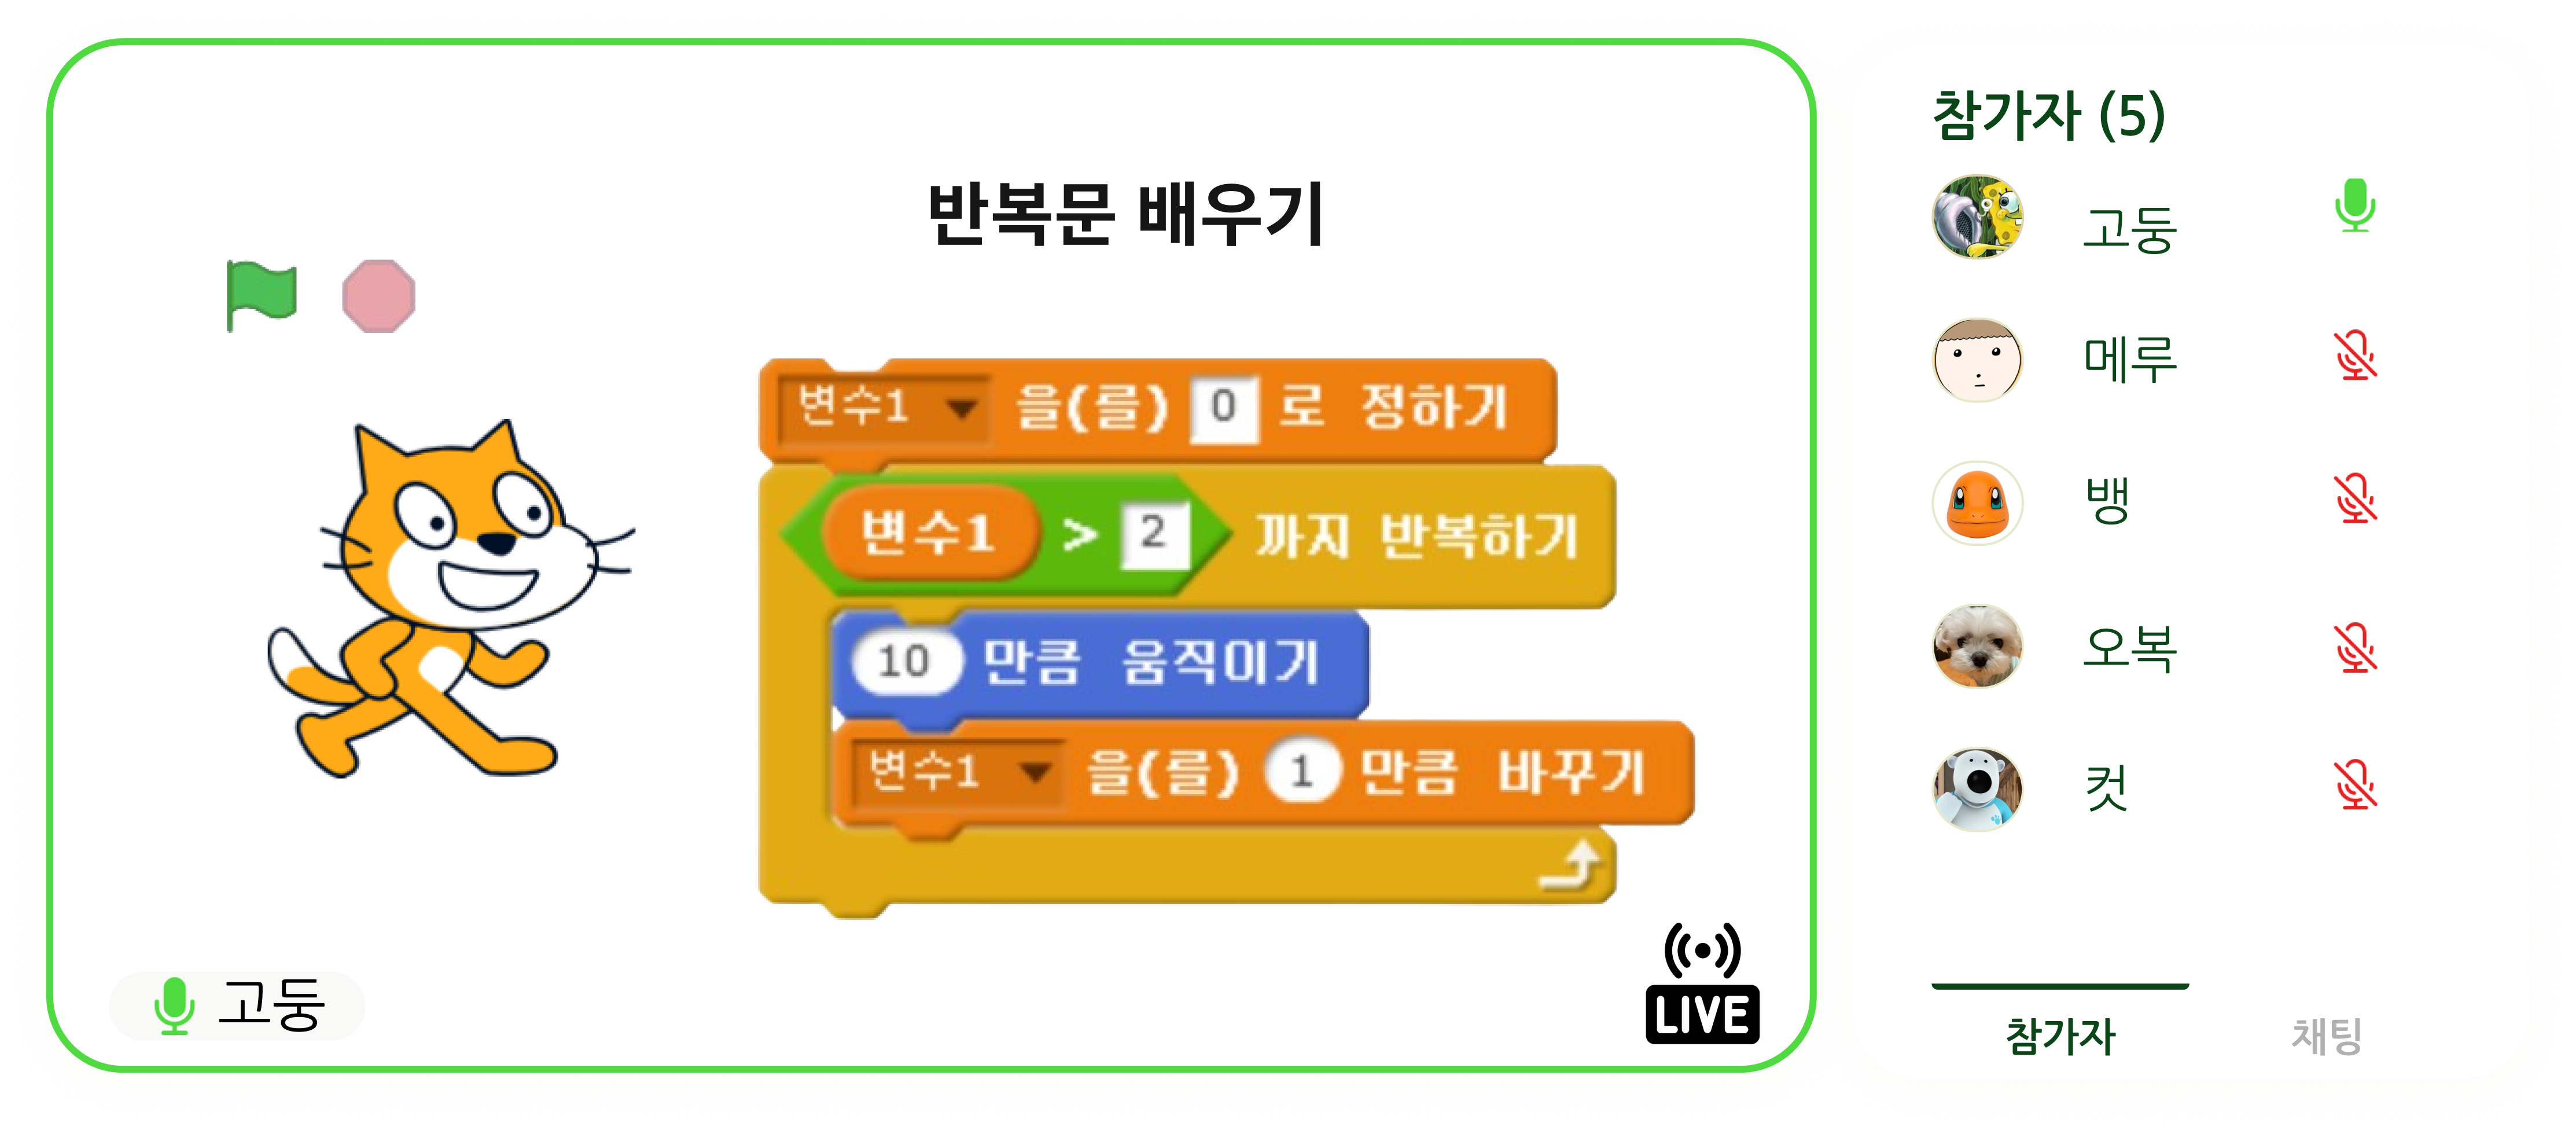 반복문 배우기
변수1 을(를) 0 로 정하기
변수1 > 2 까지 반복하기
10 만큼 움직이기
변수1 을(를) 1 만큼 바꾸기
고둥
LIVE
참가자 (5)
고둥
메루
뱅
오복
컷
참가자
채팅